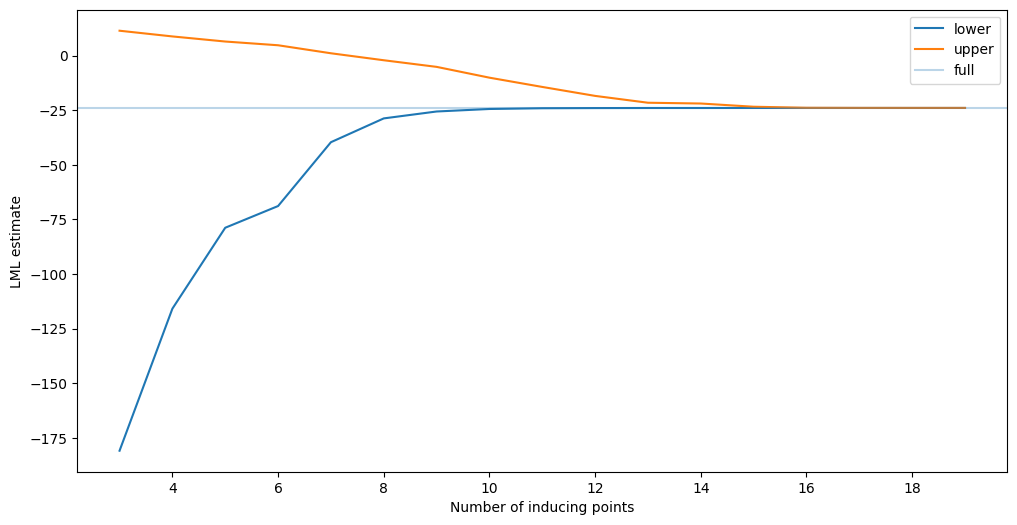 lower
upper
full
0
−25
−50
−75
−100
−125
−150
−175
LML estimate
4 6 8 10 12 14 16 18
Number of inducing points